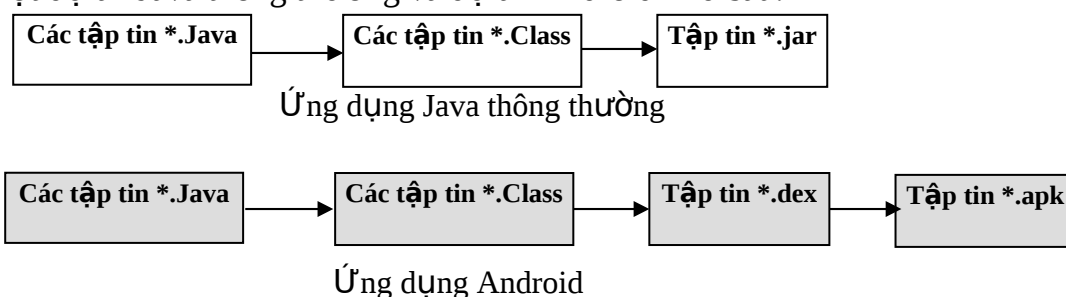 Các tập tin *.Java Các tập tin *.Class Tập tin *.jar
Ứng dụng Java thông thường
Các tập tin *.Java Các tập tin *.Class Tập tin *.dex Tập tin *.apk
Ứng dụng Android